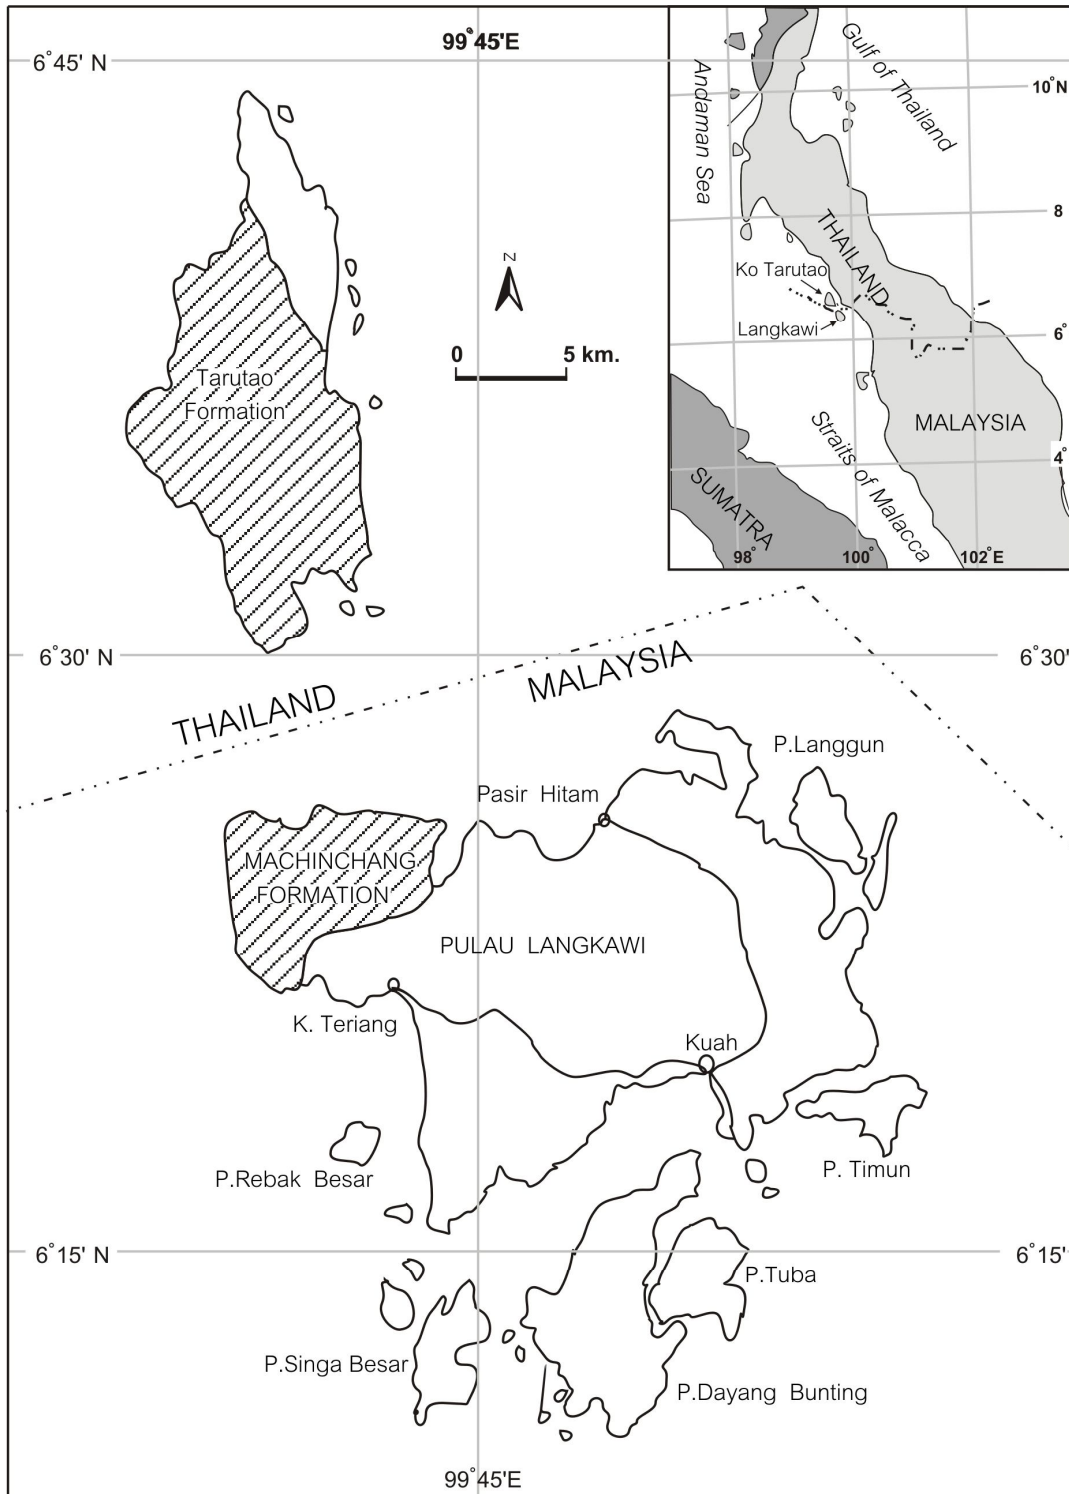 99°45'E
6°45' N
Andaman Sea
Gulf of Thailand
10°N
8
THAILAND
Ko Tarutao
Langkawi
6°
MALAYSIA
4°
Straits of Malacca
SUMATRA
98°
100°
102°E
N
0
5 km.
Tarutao
Formation
6°30' N
6°30'
THAILAND
MALAYSIA
P.Langgun
Pasir Hitam
MACHINCHANG
FORMATION
PULAU LANGKAWI
K. Teriang
Kuah
P.Rebak Besar
P. Timun
6°15' N
6°15'
P.Tuba
P.Singa Besar
P.Dayang Bunting
99°45'E